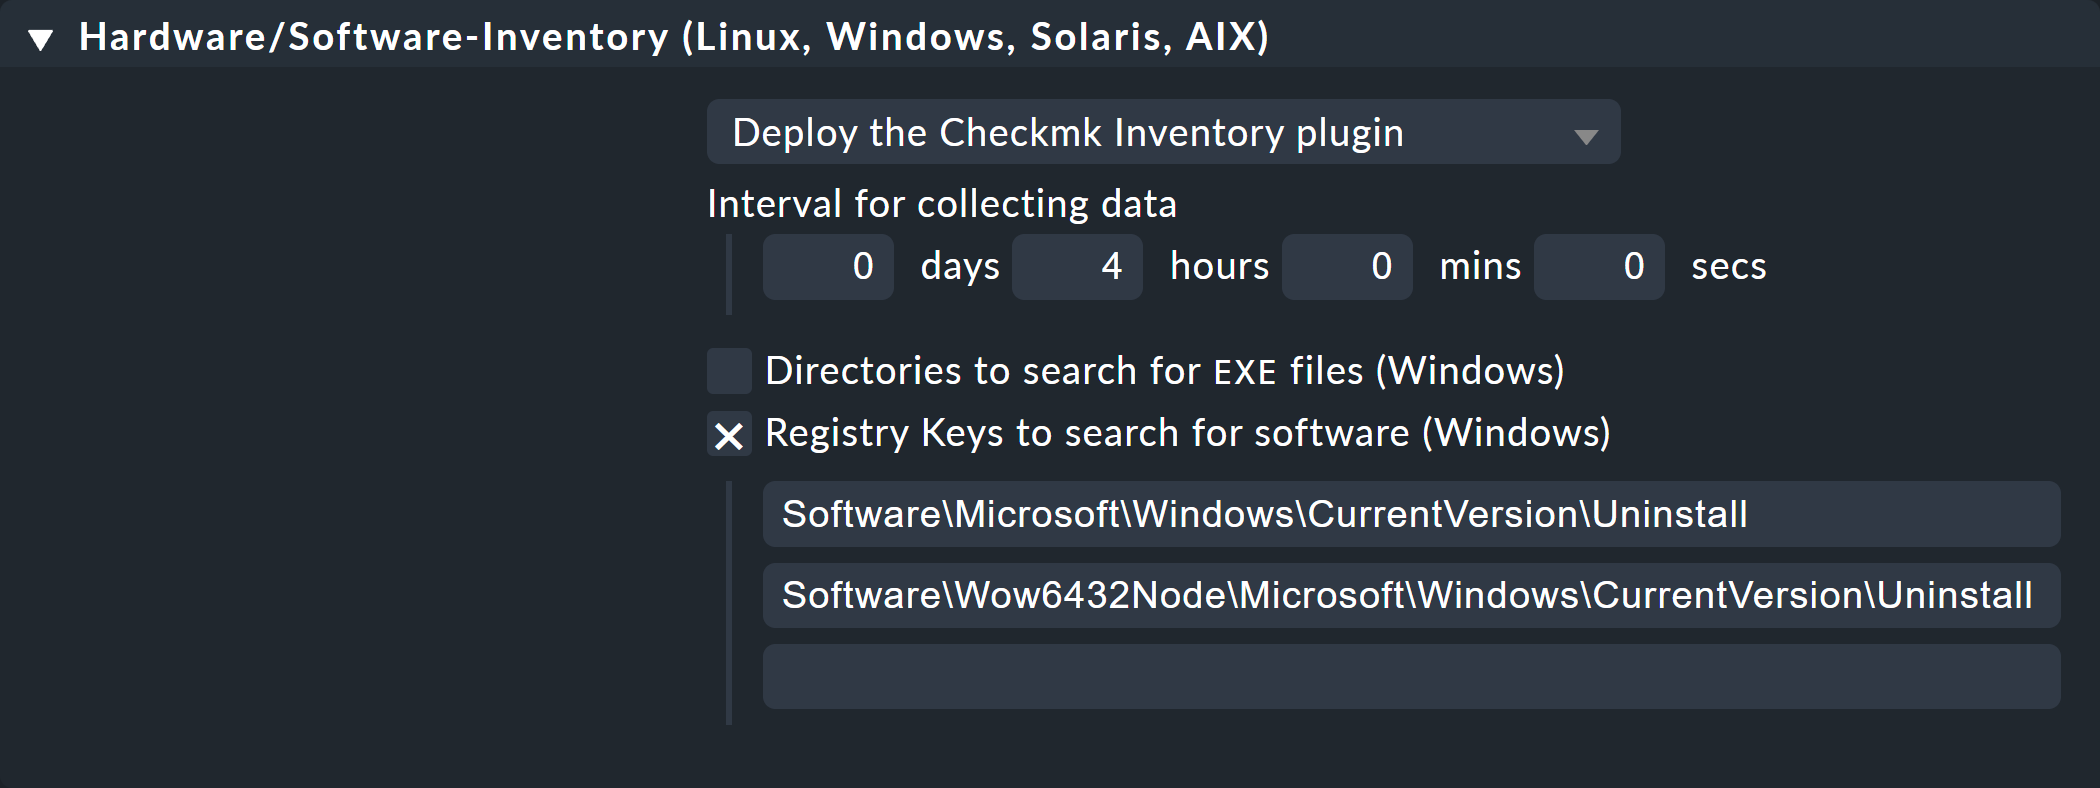 Hardware/Software-Inventory (Linux, Windows, Solaris, AIX)
Deploy the Checkmk Inventory plugin
Interval for collecting data
0 days 4 hours 0 mins 0 secs
Directories to search for EXE files (Windows)
Registry Keys to search for software (Windows)
Software\Microsoft\Windows\CurrentVersion\Uninstall
Software\Wow6432Node\Microsoft\Windows\CurrentVersion\Uninstall